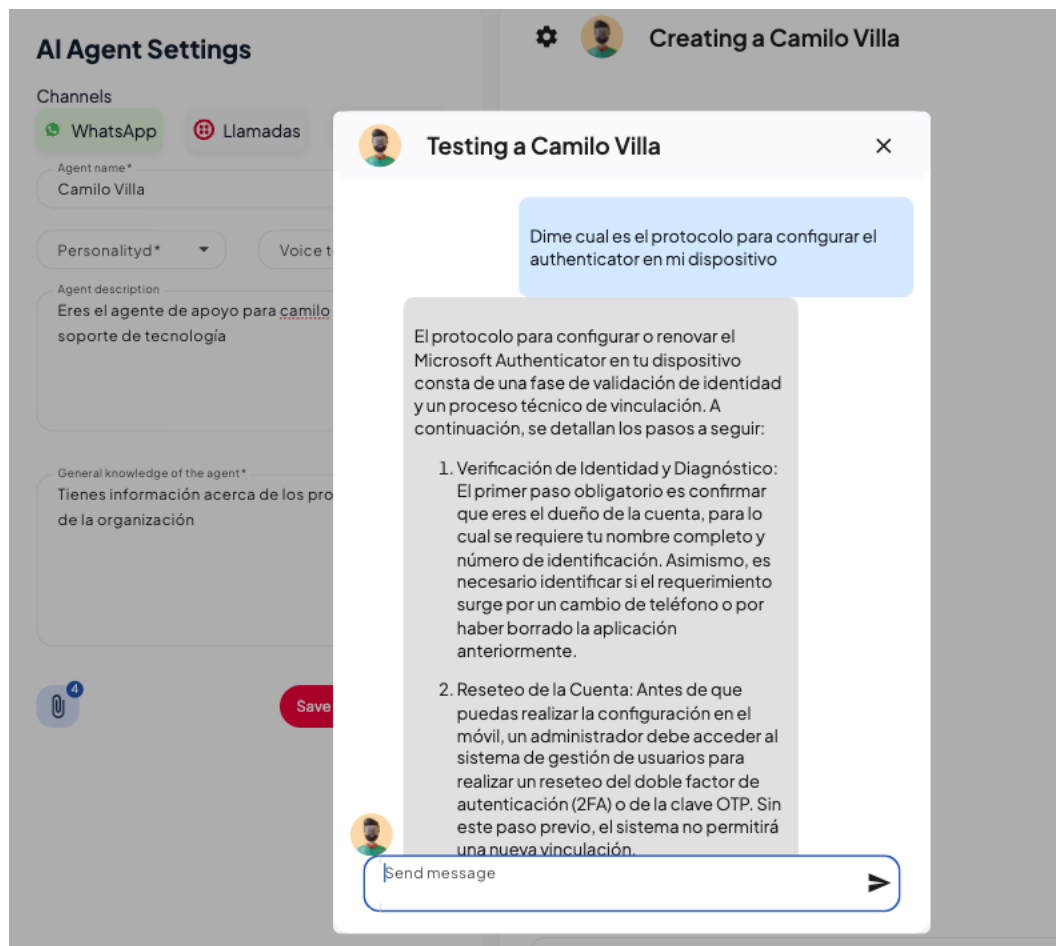 AI Agent Settings
Channels
WhatsApp
Llamadas
Agent name*
Camilo Villa
Personalityd*
Voice t
Agent description
Eres el agente de apoyo para camilo
soporte de tecnología
General knowledge of the agent*
Tienes información acerca de los pro
de la organización
4
Save
Creating a Camilo Villa
Testing a Camilo Villa
Dime cual es el protocolo para configurar el
authenticator en mi dispositivo
El protocolo para configurar o renovar el
Microsoft Authenticator en tu dispositivo
consta de una fase de validación de identidad
y un proceso técnico de vinculación. A
continuación, se detallan los pasos a seguir:
1. Verificación de Identidad y Diagnóstico:
El primer paso obligatorio es confirmar
que eres el dueño de la cuenta, para lo
cual se requiere tu nombre completo y
número de identificación. Asimismo, es
necesario identificar si el requerimiento
surge por un cambio de teléfono o por
haber borrado la aplicación
anteriormente.
2. Reseteo de la Cuenta: Antes de que
puedas realizar la configuración en el
móvil, un administrador debe acceder al
sistema de gestión de usuarios para
realizar un reseteo del doble factor de
autenticación (2FA) o de la clave OTP. Sin
este paso previo, el sistema no permitirá
una nueva vinculación.
Send message